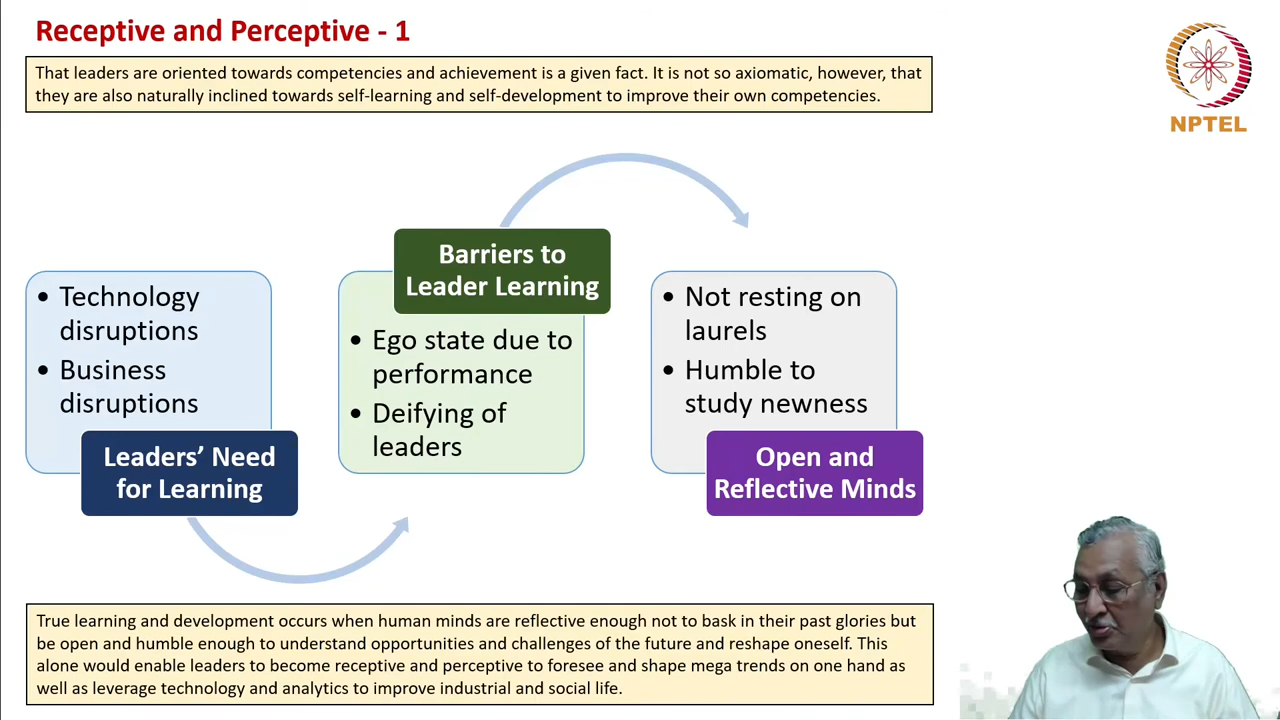 Receptive and Perceptive - 1
That leaders are oriented towards competencies and achievement is a given fact. It is not so axiomatic, however, that
they are also naturally inclined towards self-learning and self-development to improve their own competencies.
NPTEL
• Technology
disruptions
• Business
disruptions
Leaders’ Need
for Learning
Barriers to
Leader Learning
• Ego state due to
performance
• Deifying of
leaders
• Not resting on
laurels
• Humble to
study newness
Open and
Reflective Minds
True learning and development occurs when human minds are reflective enough not to bask in their past glories but
be open and humble enough to understand opportunities and challenges of the future and reshape oneself. This
alone would enable leaders to become receptive and perceptive to foresee and shape mega trends on one hand as
well as leverage technology and analytics to improve industrial and social life.